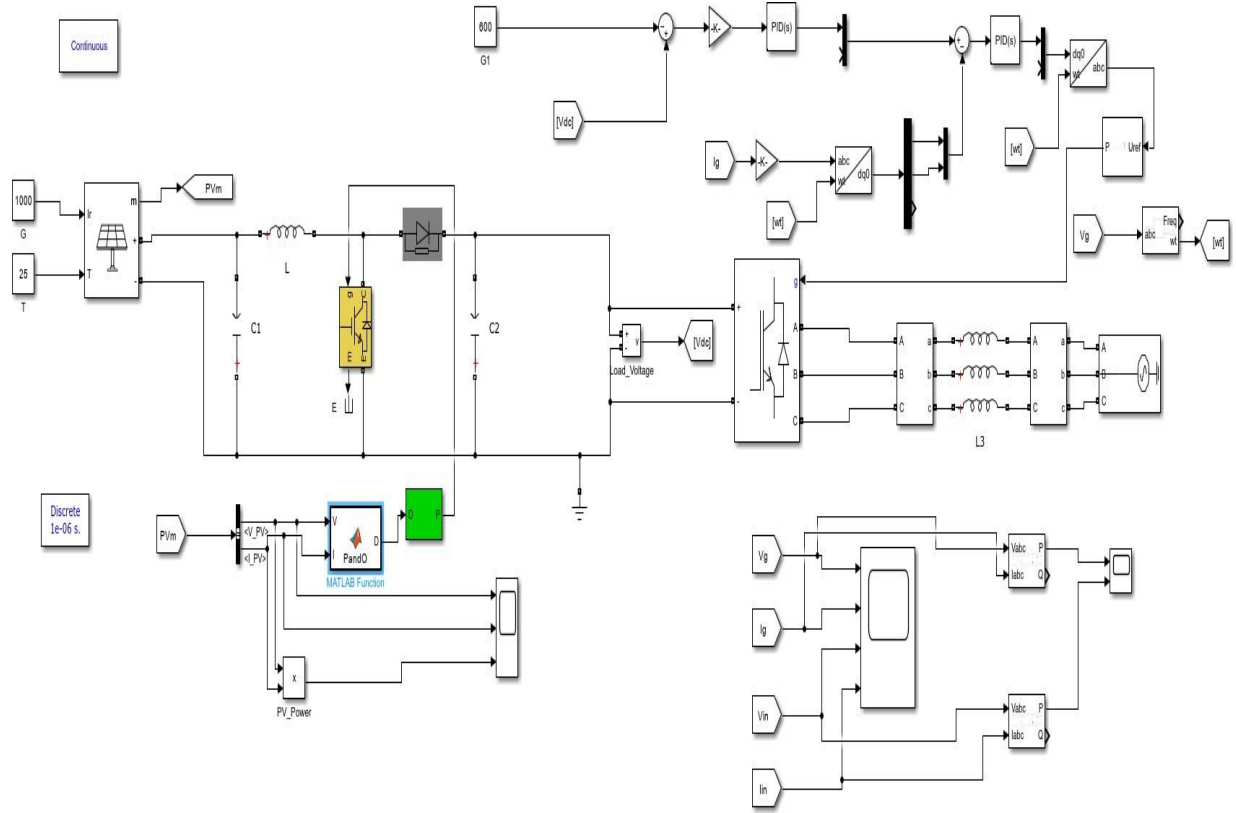 Continuous
600
G1
-K-
PID(s)
PID(s)
dq0
wt
abc
[Vdc]
[wt]
P
Uref
Ig
-K-
abc
wt
dq0
[wt]
Vg
abc
Freq
wt
[wt]
1000
G
25
T
Ir
T
m
+
-
PVm
L
C1
g
C
E
E
E
C2
+
-
v
Load_Voltage
[Vdc]
g
+
-
A
B
C
A
B
C
a
b
c
L3
A
B
C
a
b
c
A
B
C
Discrete
1e-06 s.
PVm
<V_PV>
<I_PV>
V
I
D
PandO
MATLAB Function
D
P
x
PV_Power
Vg
Ig
Vin
Iin
Vabc
Iabc
P
Q
Vabc
Iabc
P
Q